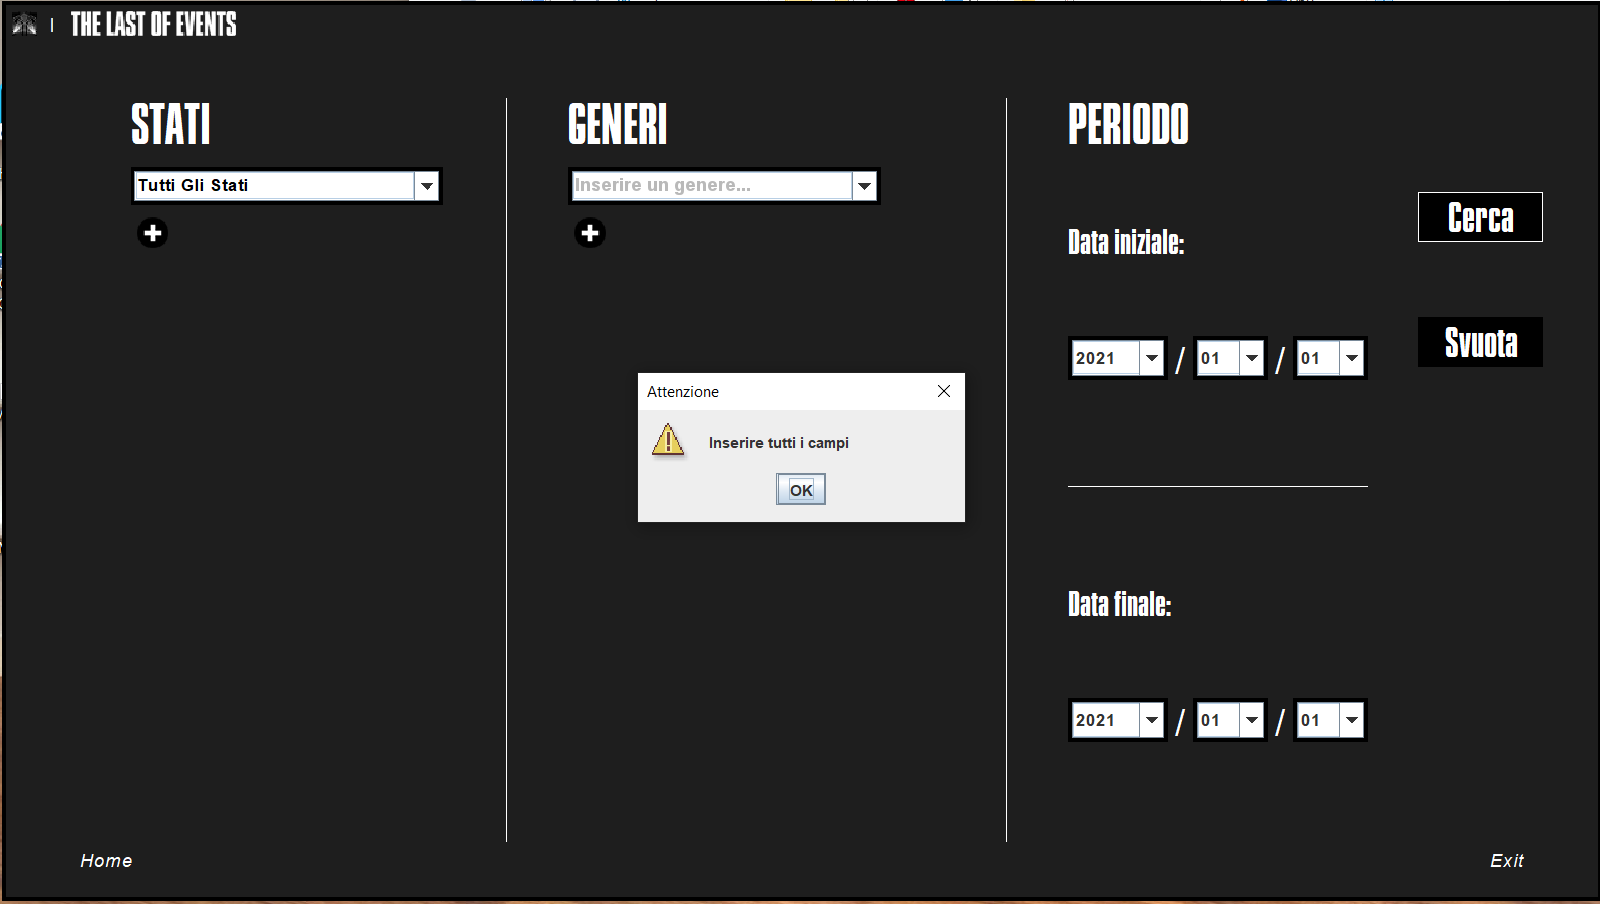 THE LAST OF EVENTS
STATI
Tutti Gli Stati
GENERI
Inserire un genere...
PERIODO
Data iniziale:
2021 / 01 / 01
Data finale:
2021 / 01 / 01
Cerca
Svuota
Attenzione
Inserire tutti i campi
OK
Home
Exit